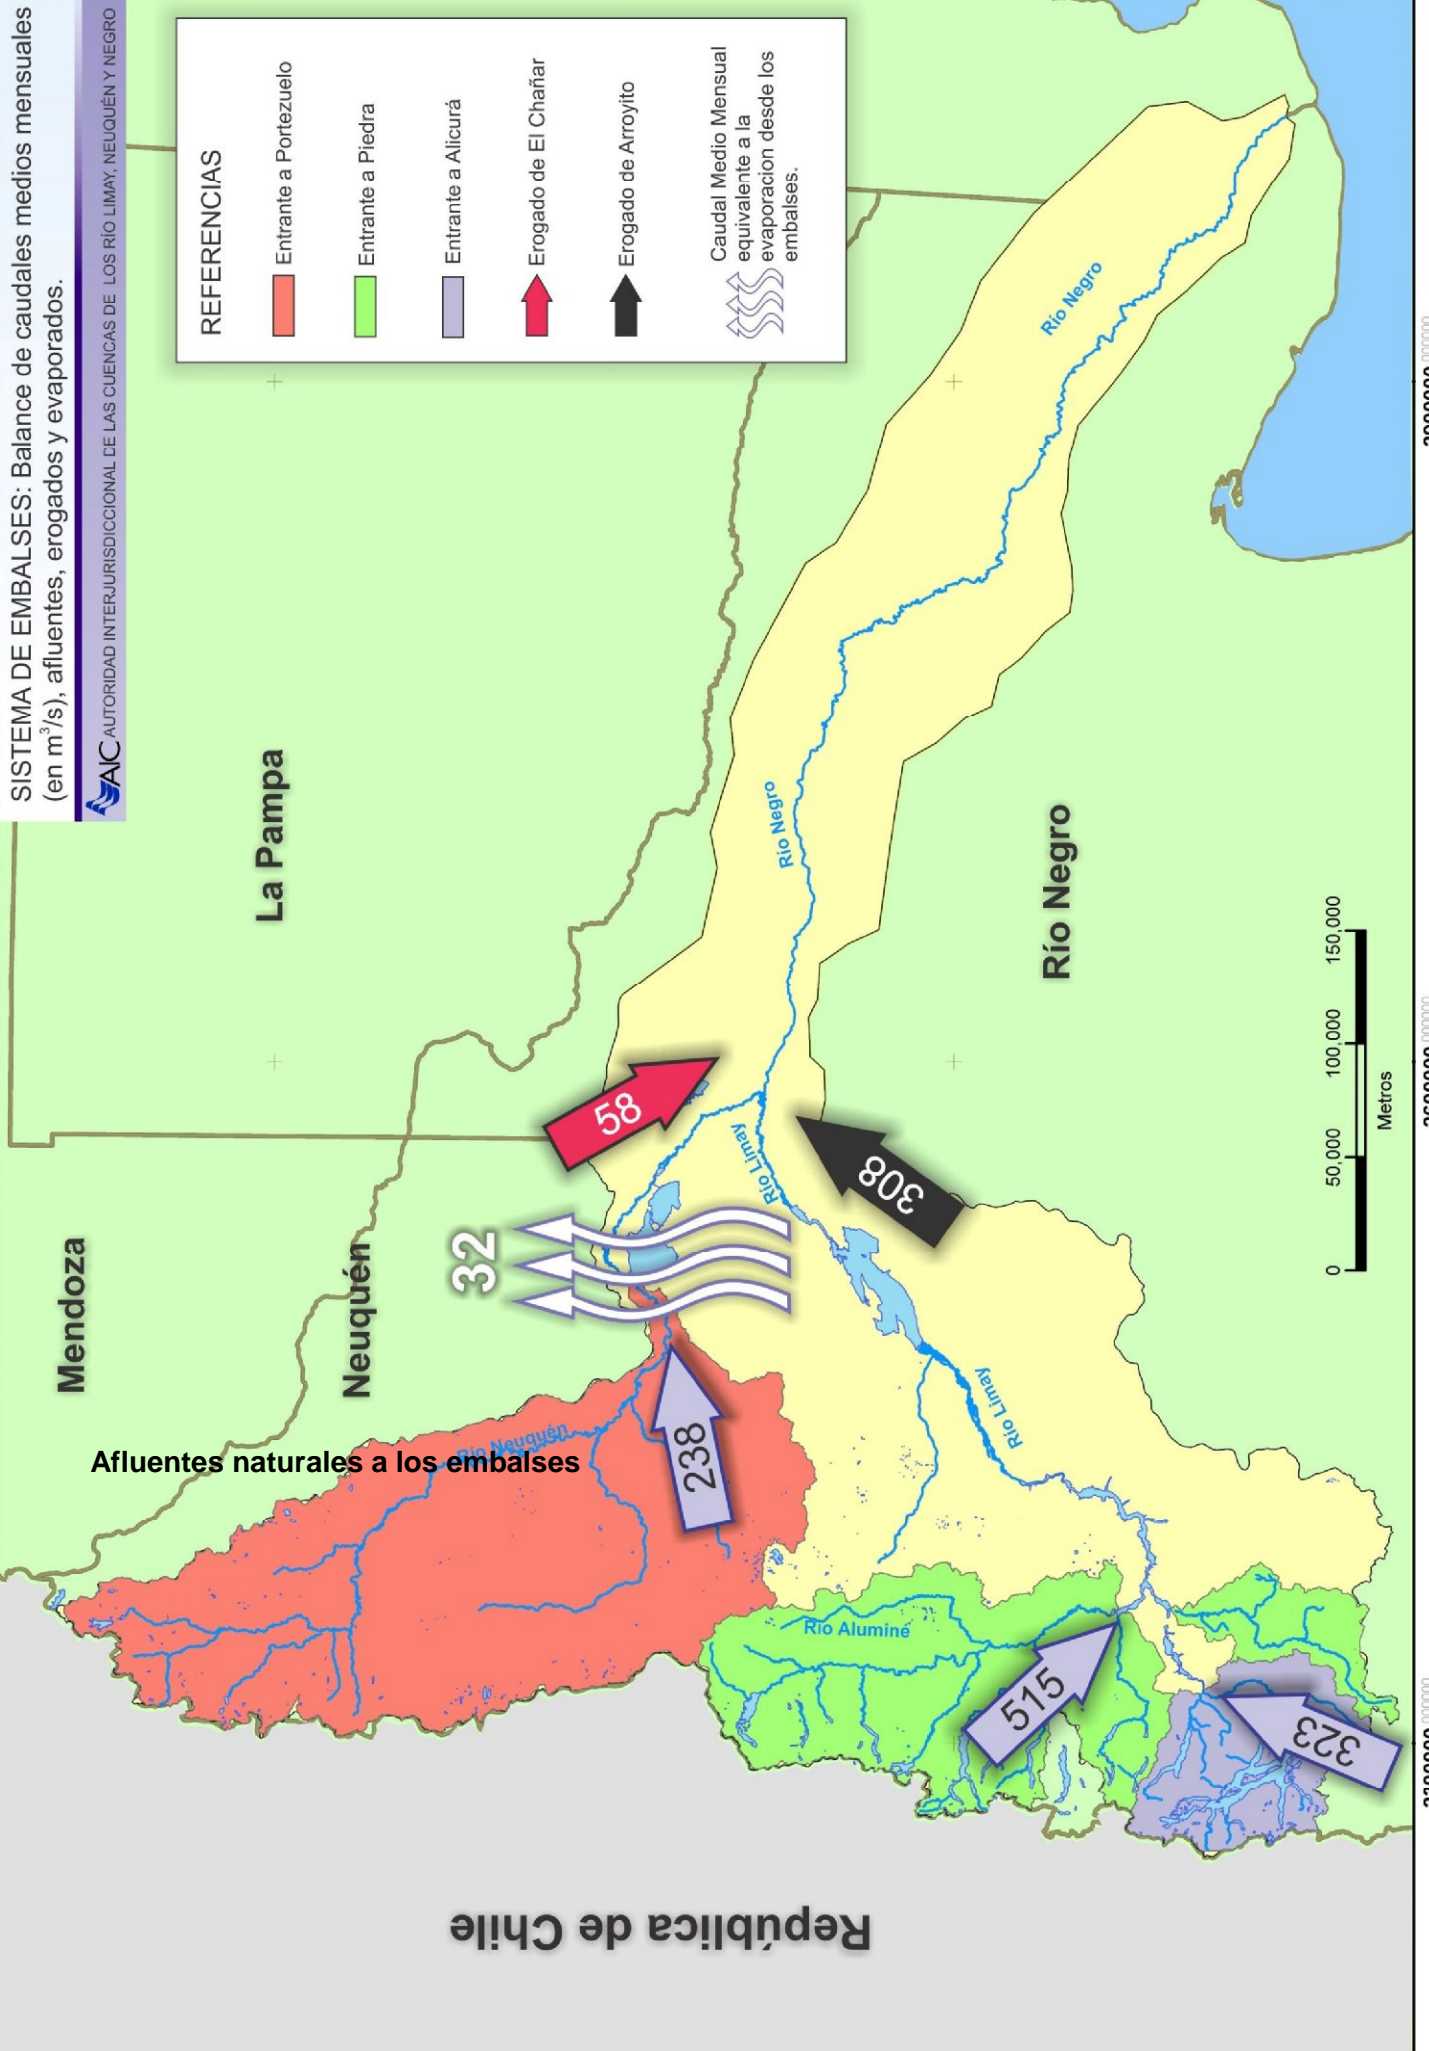 SISTEMA DE EMBALSES: Balance de caudales medios mensuales
(en m³/s), afluentes, erogados y evaporados.
AIC AUTORIDAD INTERJURISDICCIONAL DE LAS CUENCAS DE LOS RÍO LIMAY, NEUQUÉN Y NEGRO
REFERENCIAS
Entrante a Portezuelo
Entrante a Piedra
Entrante a Alicurá
Erogado de El Chañar
Erogado de Arroyito
Caudal Medio Mensual
equivalente a la
evaporacion desde los
embalses.
Mendoza
La Pampa
Neuquén
Afluentes naturales a los embalses
Río Neuquén
32
58
238
Río Limay
308
Río Negro
Río Negro
Río Negro
Río Aluminé
Río Limay
515
323
República de Chile
0 50,000 100,000 150,000
Metros